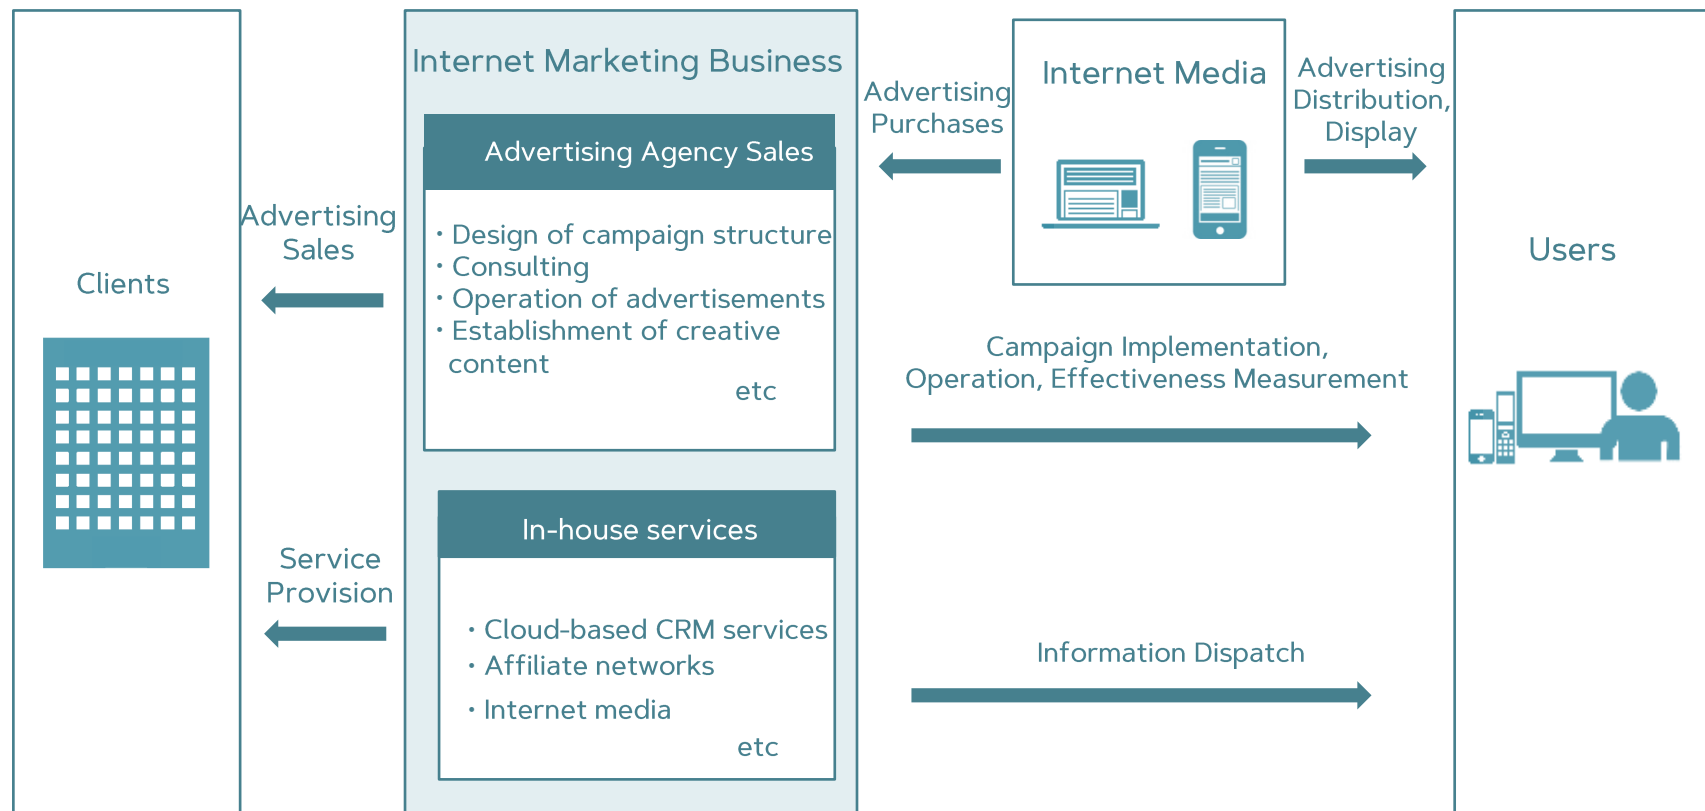 Internet Marketing Business
Internet Media
Advertising
Distribution,
Display
Advertising
Purchases
Advertising Agency Sales
Advertising
Sales
・Design of campaign structure
・Consulting
・Operation of advertisements
・Establishment of creative
content
etc
Clients
Users
Campaign Implementation,
Operation, Effectiveness Measurement
In-house services
Service
Provision
・Cloud-based CRM services
・Affiliate networks
・Internet media
etc
Information Dispatch